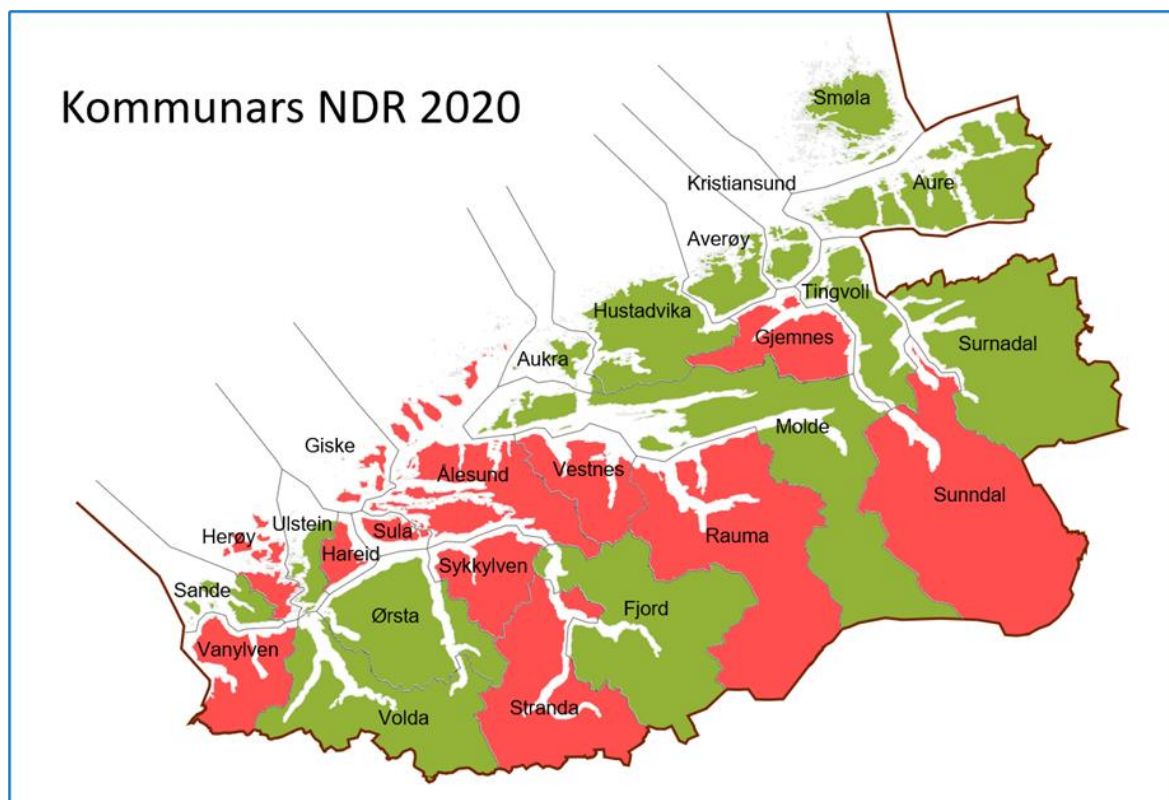 Kommunars NDR 2020
Smøla
Kristiansund
Aure
Averøy
Tingvoll
Hustadvika
Gjemnes
Surnadal
Aukra
Molde
Giske
Ålesund
Vestnes
Sunndal
Ulstein
Sula
Herøy
Hareid
Rauma
Sykkylven
Sande
Ørsta
Fjord
Vanylven
Stranda
Volda